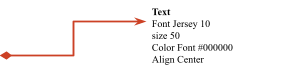 Text
Font Jersey 10
size 50
Color Font #000000
Align Center